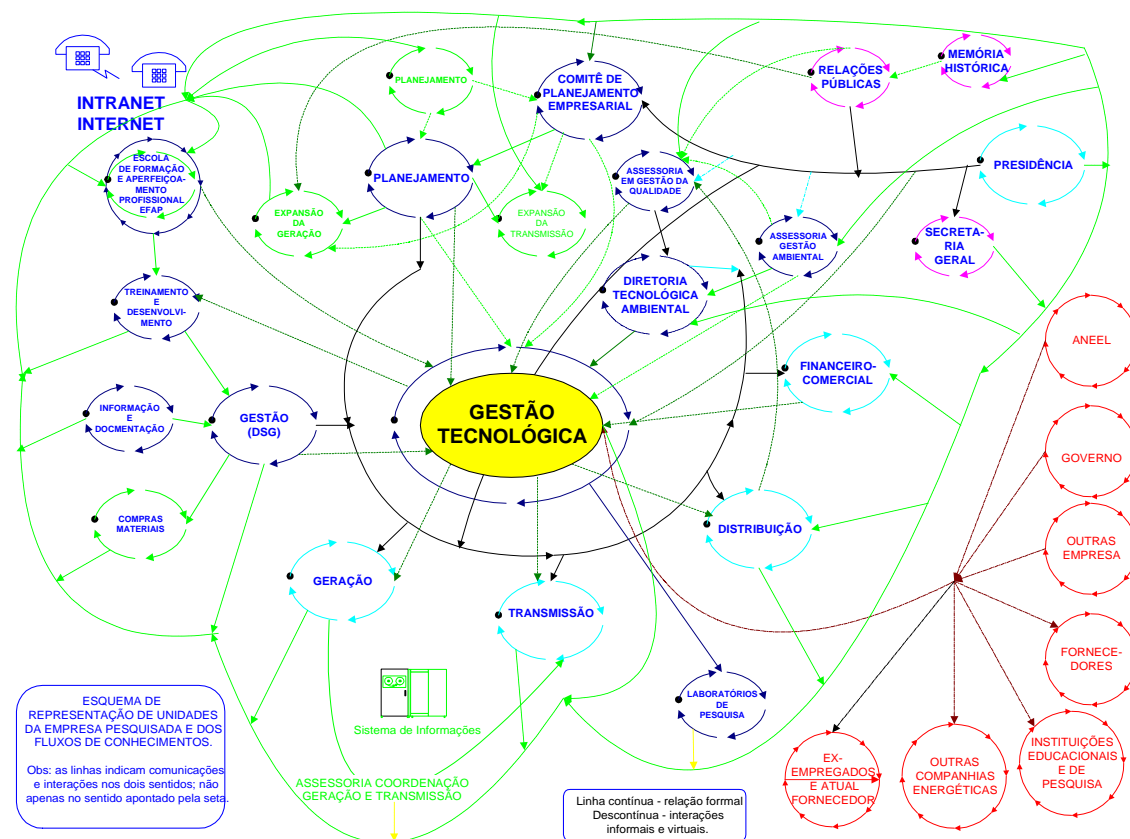 INTRANET
INTERNET
PLANEJAMENTO
COMITÊ DE
PLANEJAMENTO
EMPRESARIAL
RELAÇÕES
PÚBLICAS
MEMÓRIA
HISTÓRICA
ESCOLA
DE FORMAÇÃO
E APERFEIÇOA-
MENTO
PROFISSIONAL
EFAP
PLANEJAMENTO
ASSESSORIA
EM GESTÃO DA
QUALIDADE
PRESIDÊNCIA
EXPANSÃO
DA
GERAÇÃO
EXPANSÃO
DA
TRANSMISSÃO
ASSESSORIA
GESTÃO
AMBIENTAL
SECRETA-
RIA
GERAL
TREINAMENTO
E
DESENVOLVI-
MENTO
DIRETORIA
TECNOLÓGICA
AMBIENTAL
ANEEL
FINANCEIRO-
COMERCIAL
INFORMAÇÃO
E
DOCMENTAÇÃO
GESTÃO
(DSG)
GESTÃO
TECNOLÓGICA
GOVERNO
COMPRAS
MATERIAIS
DISTRIBUIÇÃO
OUTRAS
EMPRESA
GERAÇÃO
TRANSMISSÃO
FORNECE-
DORES
LABORATÓRIOS
DE
PESQUISA
Sistema de Informações
EX-
EMPREGADOS
E ATUAL
FORNECEDOR
OUTRAS
COMPANHIAS
ENERGÉTICAS
INSTITUIÇÕES
EDUCACIONAIS
E DE
PESQUISA
ESQUEMA DE
REPRESENTAÇÃO DE UNIDADES
DA EMPRESA PESQUISADA E DOS
FLUXOS DE CONHECIMENTOS.
Obs: as linhas indicam comunicações
e interações nos dois sentidos; não
apenas no sentido apontado pela seta.
ASSESSORIA COORDENAÇÃO
GERAÇÃO E TRANSMISSÃO
Linha contínua - relação forrmal
Descontínua - interações
informais e virtuais.